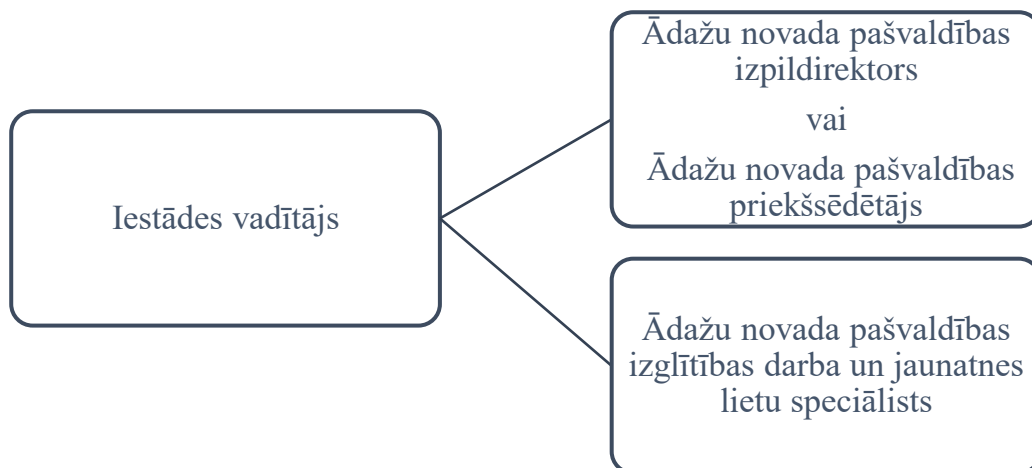 Iestādes vadītājs
Ādažu novada pašvaldības
izpildirektors
vai
Ādažu novada pašvaldības
priekšsēdētājs
Ādažu novada pašvaldības
izglītības darba un jaunatnes
lietu speciālists